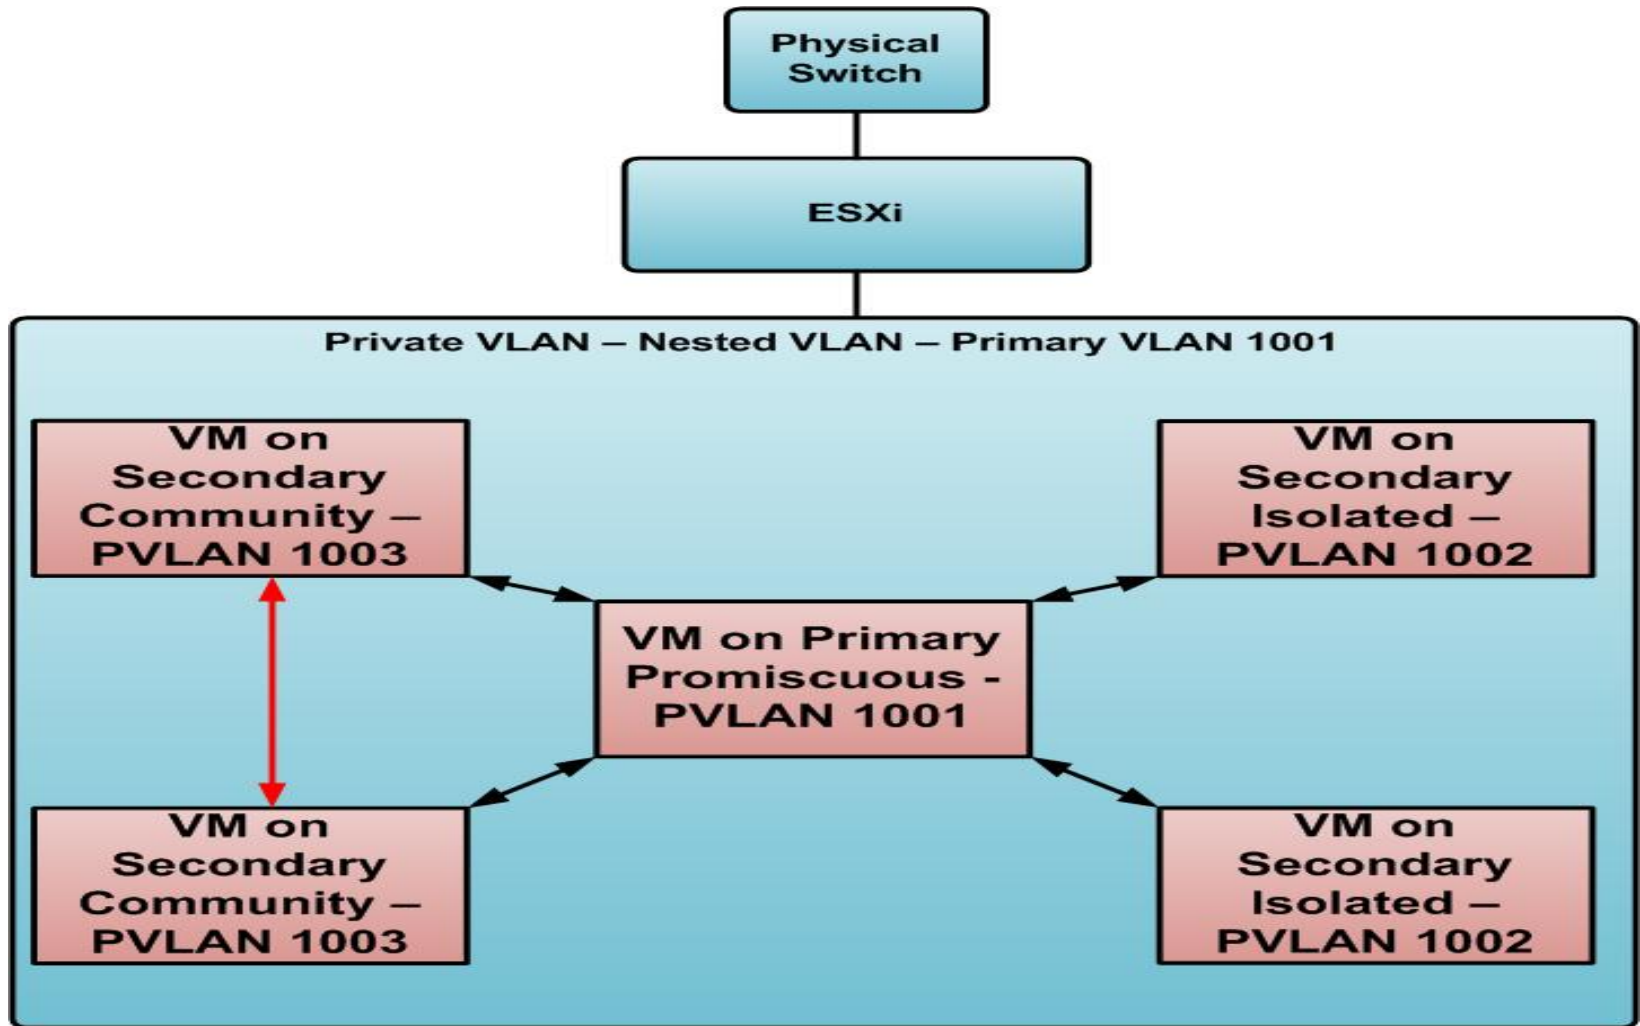 Physical
Switch
ESXi
Private VLAN – Nested VLAN – Primary VLAN 1001
VM on
Secondary
Community –
PVLAN 1003
VM on
Secondary
Isolated –
PVLAN 1002
VM on Primary
Promiscuous -
PVLAN 1001
VM on
Secondary
Community –
PVLAN 1003
VM on
Secondary
Isolated –
PVLAN 1002